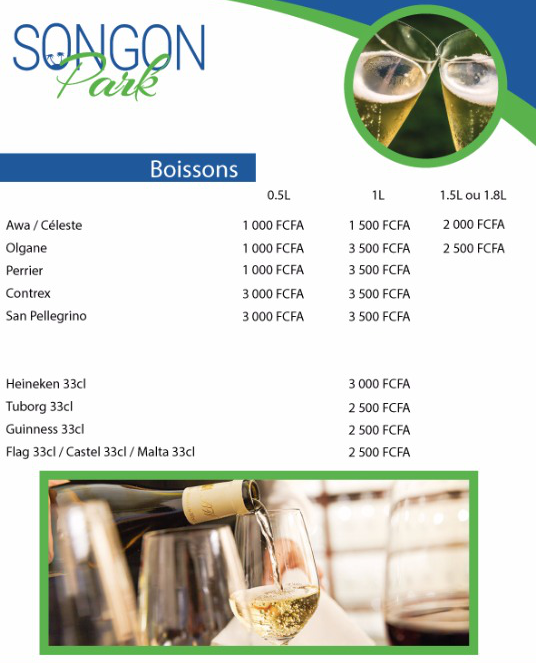 SONGON
Park
Boissons
0.5L 1L 1.5L ou 1.8L
Awa / Céleste 1 000 FCFA 1 500 FCFA 2 000 FCFA
Olgane 1 000 FCFA 3 500 FCFA 2 500 FCFA
Perrier 1 000 FCFA 3 500 FCFA
Contrex 3 000 FCFA 3 500 FCFA
San Pellegrino 3 000 FCFA 3 500 FCFA
Heineken 33cl 3 000 FCFA
Tuborg 33cl 2 500 FCFA
Guinness 33cl 2 500 FCFA
Flag 33cl / Castel 33cl / Malta 33cl 2 500 FCFA